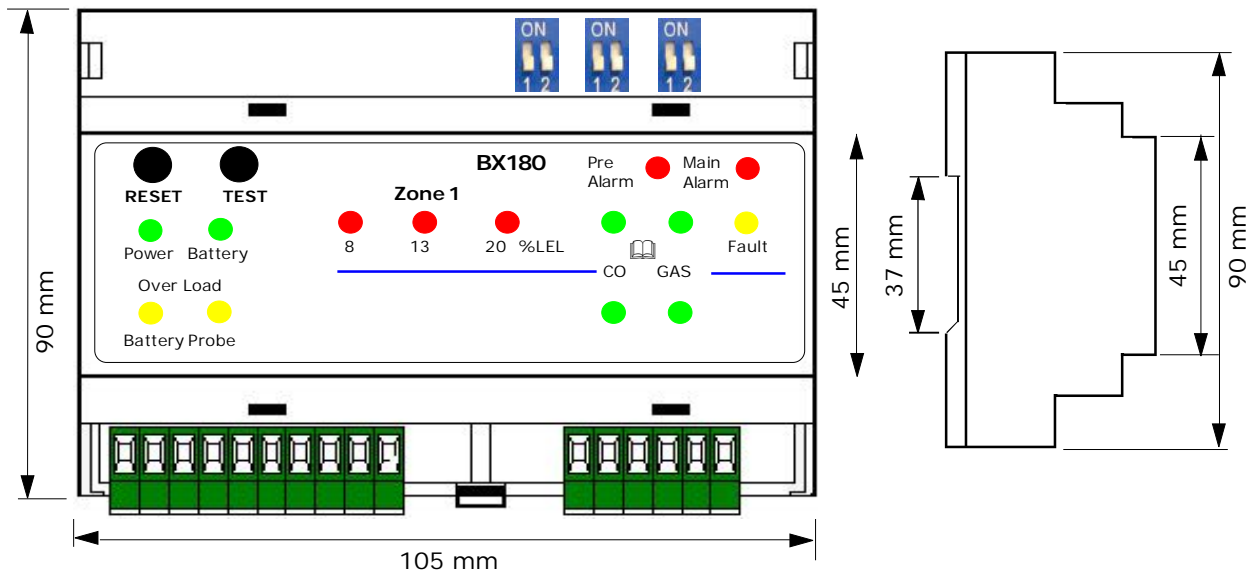 ON ON ON
1 2 1 2 1 2
BX180
Pre Alarm
Main Alarm
RESET TEST
Zone 1
8 13 20 %LEL
Power Battery
Fault
CO GAS
Over Load
Battery Probe
90 mm
105 mm
45 mm
37 mm
45 mm
90 mm